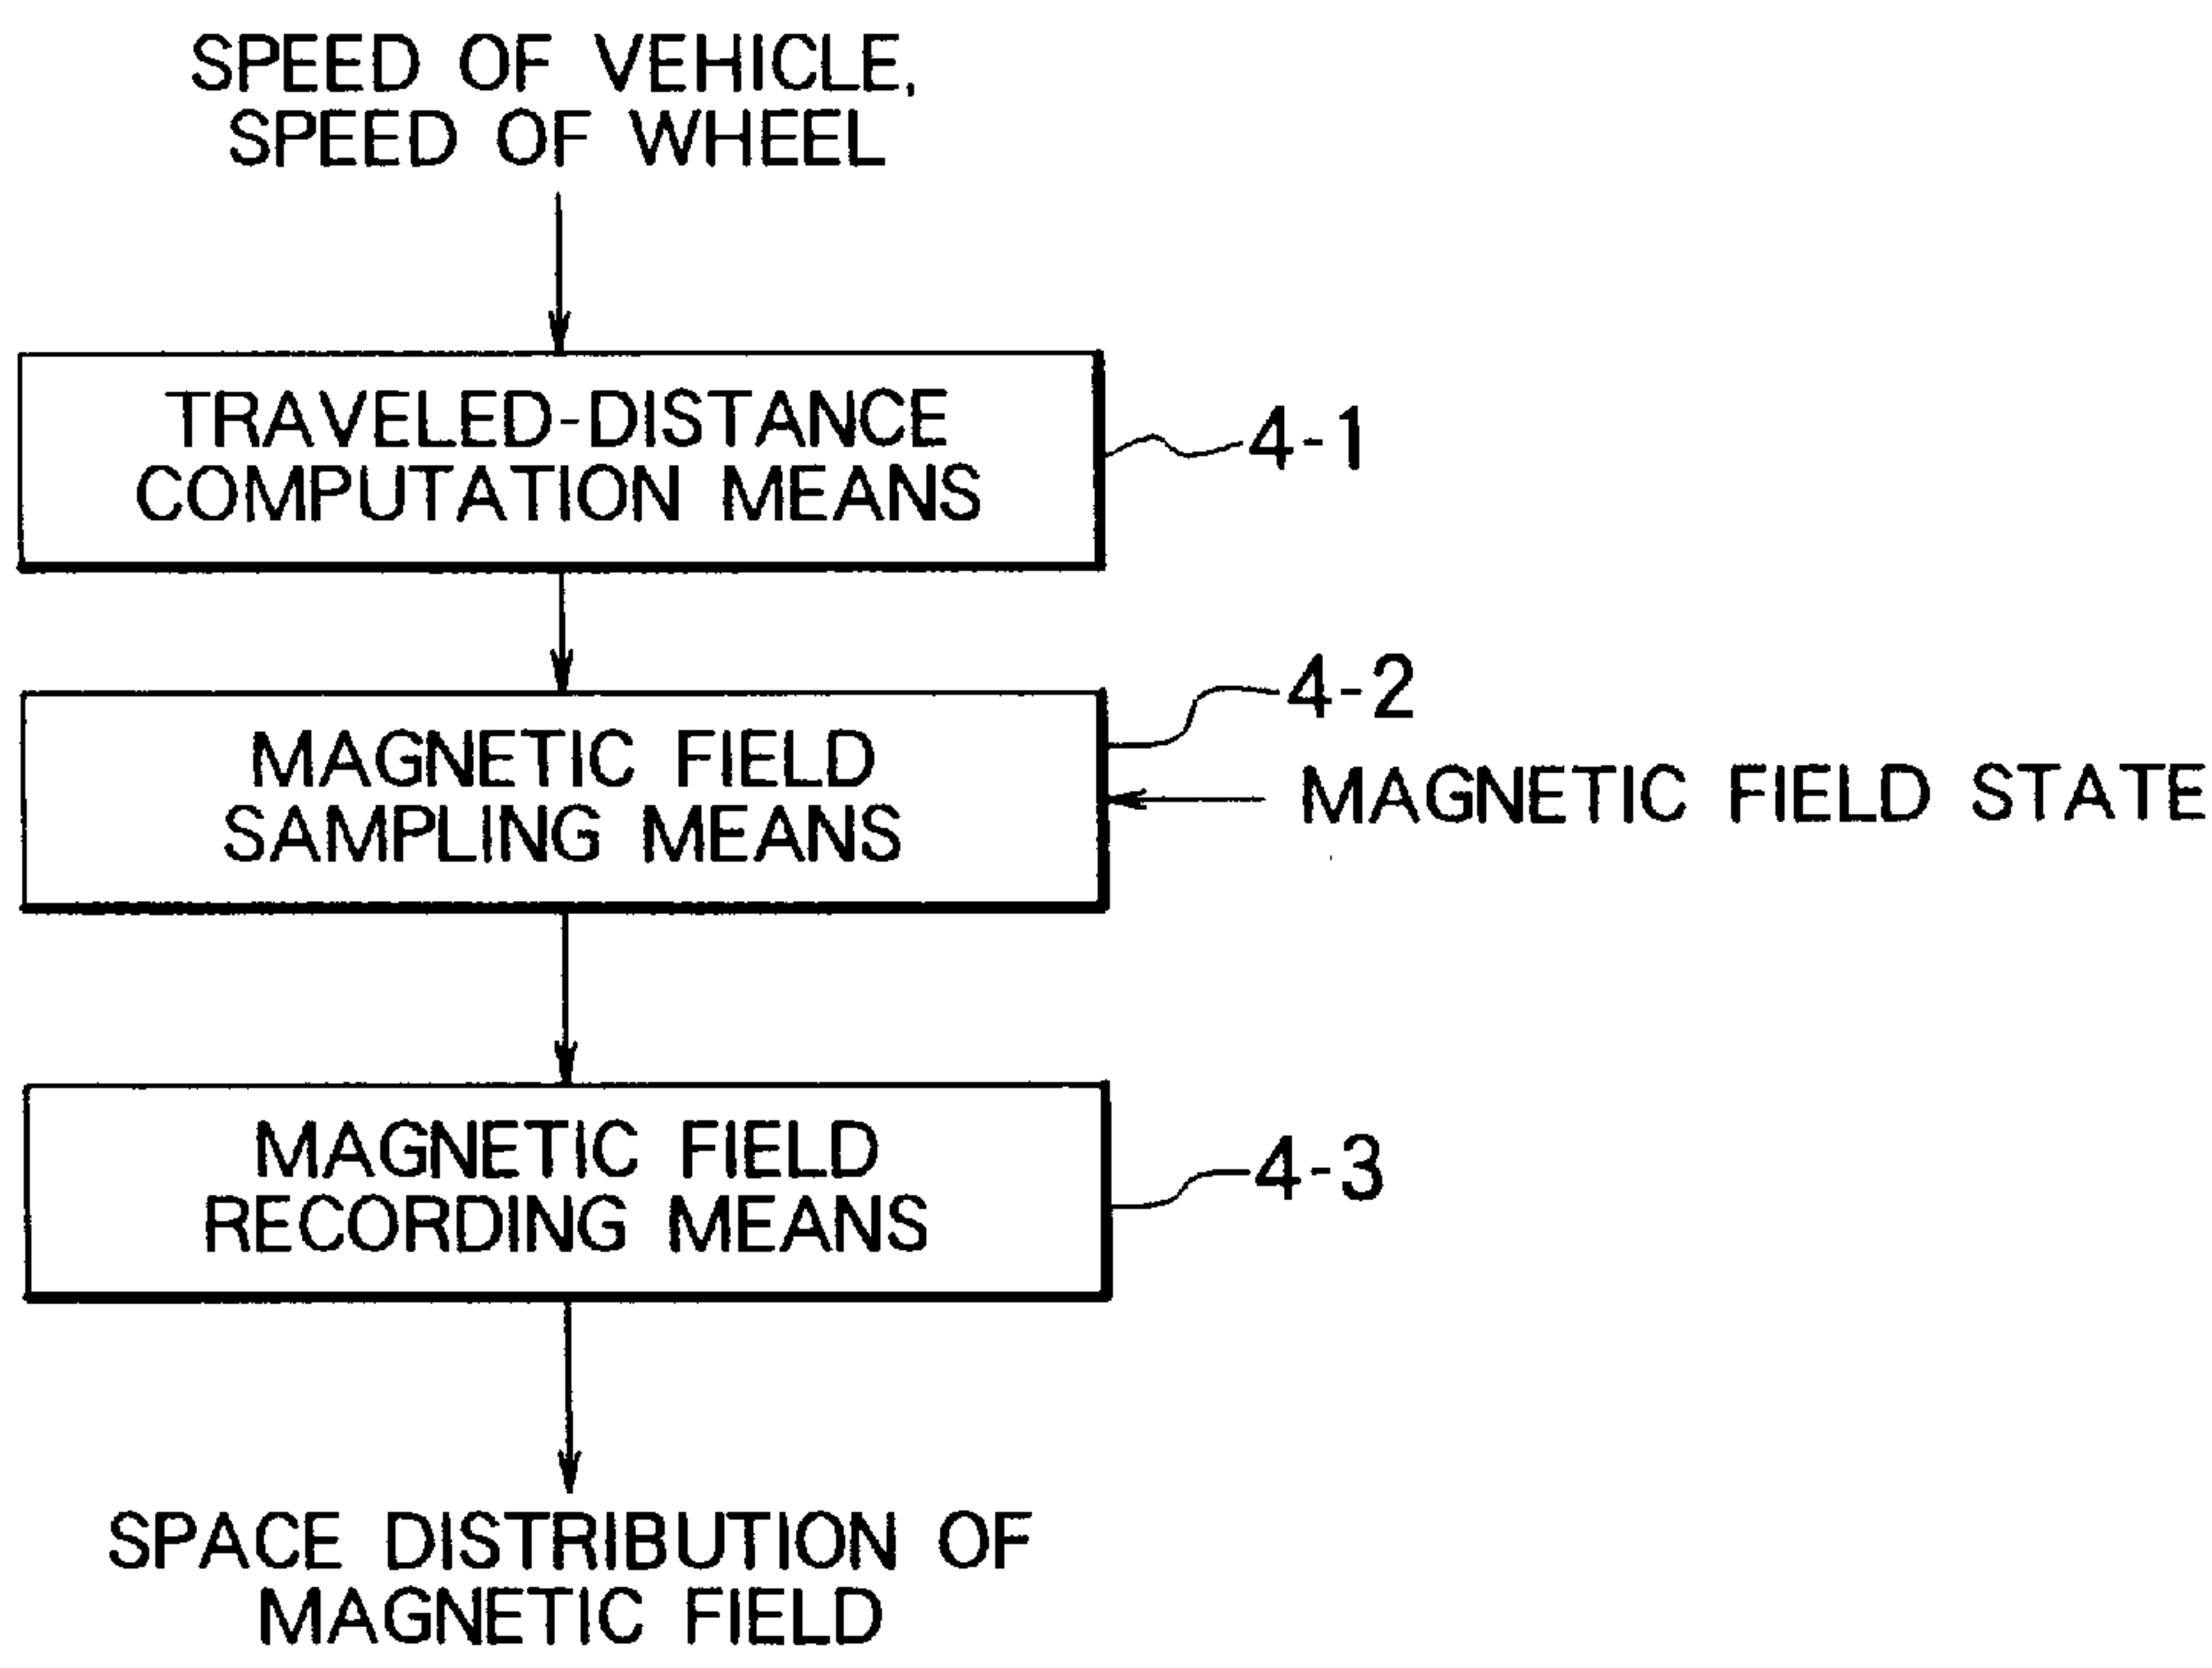 SPEED OF VEHICLE,
SPEED OF WHEEL
TRAVELED-DISTANCE
COMPUTATION MEANS
4-1
4-2
MAGNETIC FIELD
SAMPLING MEANS
MAGNETIC FIELD STATE
MAGNETIC FIELD
RECORDING MEANS
4-3
SPACE DISTRIBUTION OF
MAGNETIC FIELD